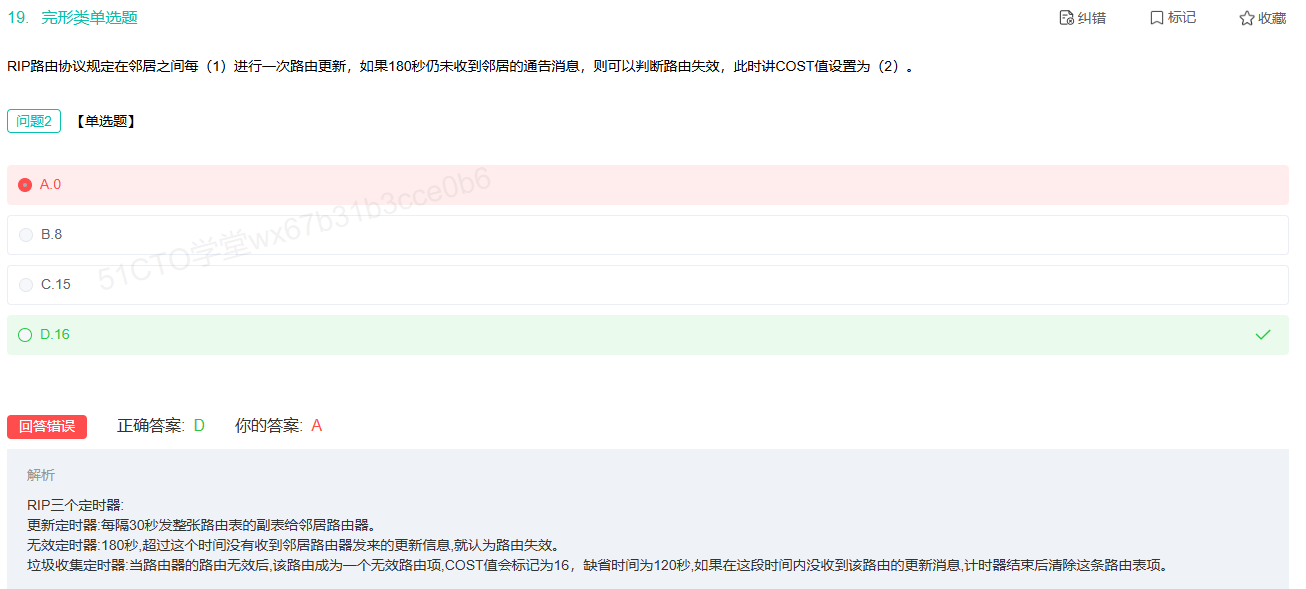 19. 完形类单选题 纠错 标记 收藏
RIP路由协议规定在邻居之间每（1）进行一次路由更新，如果180秒仍未收到邻居的通告消息，则可以判断路由失效，此时讲COST值设置为（2）。
问题2 【单选题】
A.0
B.8
C.15
D.16
51CTO学堂wx67b31b3cce0b6
回答错误 正确答案: D 你的答案: A
解析
RIP三个定时器:
更新定时器:每隔30秒发整张路由表的副表给邻居路由器。
无效定时器:180秒,超过这个时间没有收到邻居路由器发来的更新信息,就认为路由失效。
垃圾收集定时器:当路由器的路由无效后,该路由成为一个无效路由项,COST值会标记为16，缺省时间为120秒,如果在这段时间内没收到该路由的更新消息,计时器结束后清除这条路由表项。